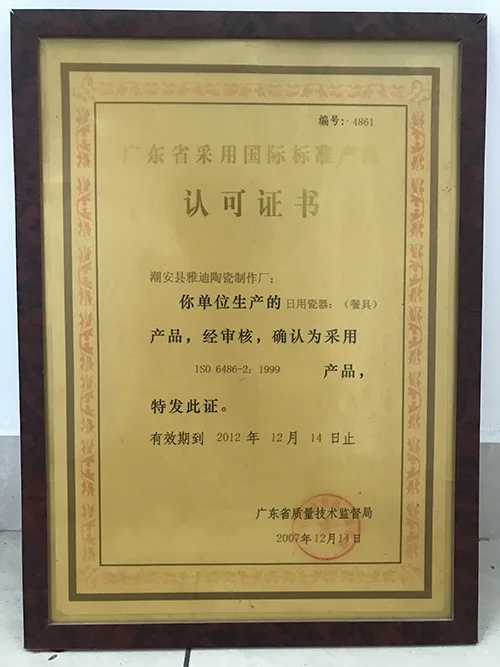 编号：4861
广东省采用国际标准产品
认可证书
潮安县雅迪陶瓷制作厂：
你单位生产的 日用瓷器：（餐具）
产品，经审核，确认为采用
ISO 6486-2：1999 产品，
特发此证。
有效期到 2012 年 12 月 14 日止
广东省质量技术监督局
2007年12月14日